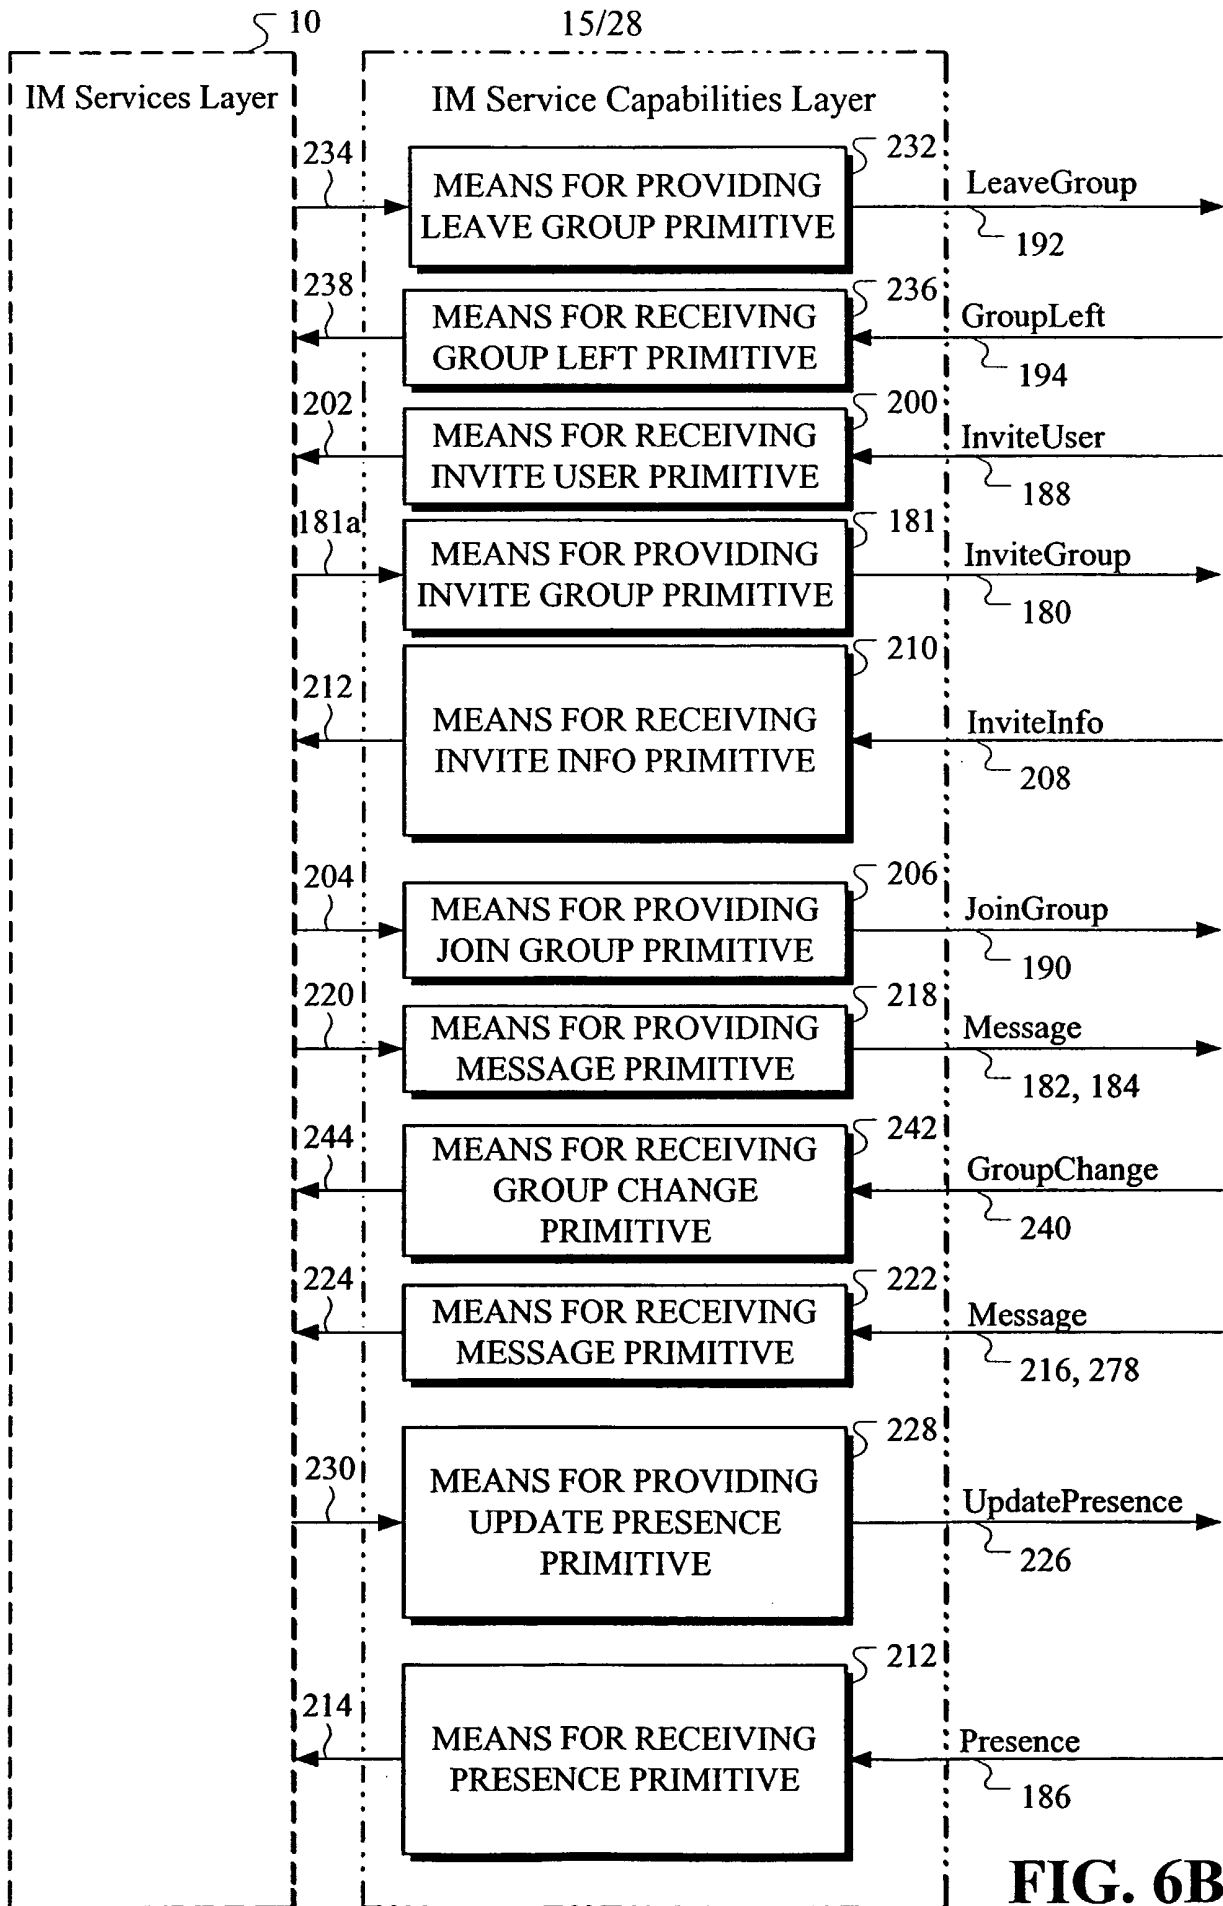 10
15/28
IM Services Layer
IM Service Capabilities Layer
234
232
MEANS FOR PROVIDING
LEAVE GROUP PRIMITIVE
LeaveGroup
192
238
236
MEANS FOR RECEIVING
GROUP LEFT PRIMITIVE
GroupLeft
194
202
200
MEANS FOR RECEIVING
INVITE USER PRIMITIVE
InviteUser
188
181a
181
MEANS FOR PROVIDING
INVITE GROUP PRIMITIVE
InviteGroup
180
212
210
MEANS FOR RECEIVING
INVITE INFO PRIMITIVE
InviteInfo
208
204
206
MEANS FOR PROVIDING
JOIN GROUP PRIMITIVE
JoinGroup
190
220
218
MEANS FOR PROVIDING
MESSAGE PRIMITIVE
Message
182, 184
244
242
MEANS FOR RECEIVING
GROUP CHANGE
PRIMITIVE
GroupChange
240
224
222
MEANS FOR RECEIVING
MESSAGE PRIMITIVE
Message
216, 278
230
228
MEANS FOR PROVIDING
UPDATE PRESENCE
PRIMITIVE
UpdatePresence
226
214
212
MEANS FOR RECEIVING
PRESENCE PRIMITIVE
Presence
186
FIG. 6B